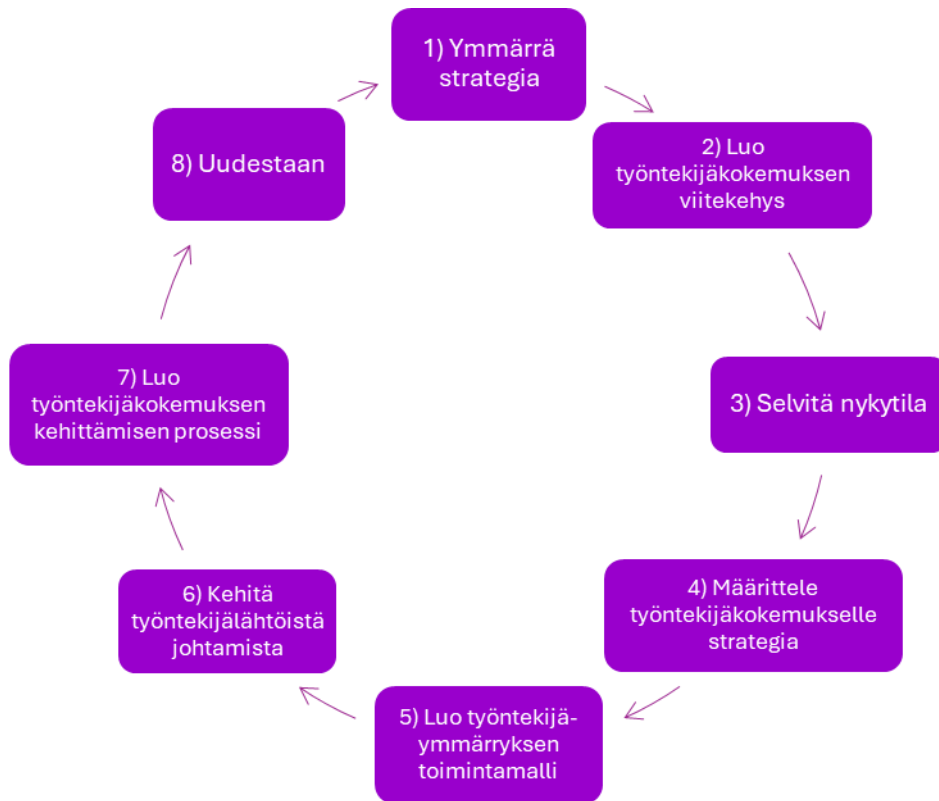 1) Ymmärrä
strategia
2) Luo
työntekijäkokemuksen
viitekehys
3) Selvitä nykytila
4) Määrittele
työntekijäkokemukselle
strategia
5) Luo työntekijä-
ymmärryksen
toimintamalli
6) Kehitä
työntekijälähtöistä
johtamista
7) Luo
työntekijäkokemuksen
kehittämisen prosessi
8) Uudestaan